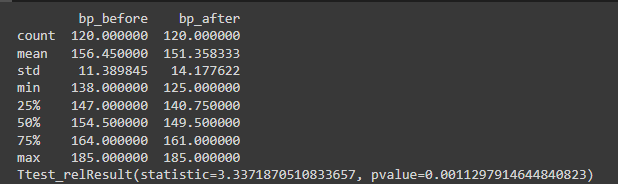 bp_before bp_after
count 120.000000 120.000000
mean 156.450000 151.358333
std 11.389845 14.177622
min 138.000000 125.000000
25% 147.000000 140.750000
50% 154.500000 149.500000
75% 164.000000 161.000000
max 185.000000 185.000000
Ttest_relResult(statistic=3.3371870510833657, pvalue=0.0011297914644840823)